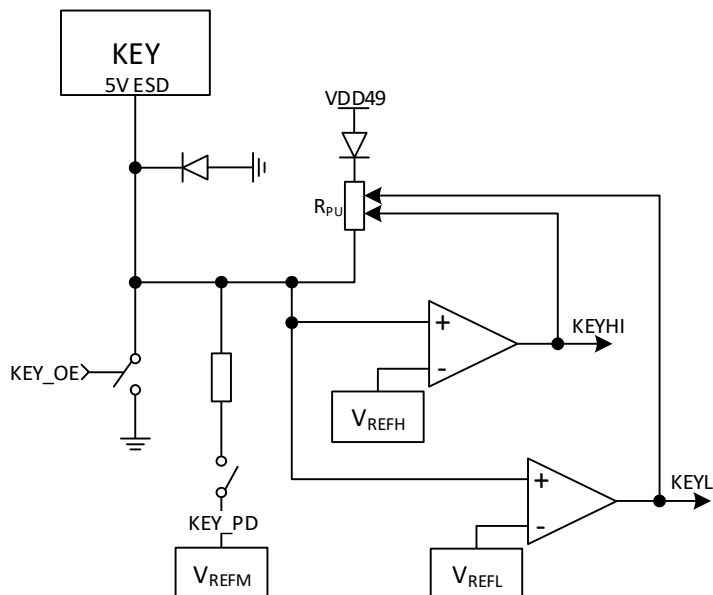 KEY
5V ESD
VDD49
RPU
+
-
KEYHI
KEY_OE
VREFH
+
-
KEYL
KEY_PD
VREFM
VREFL